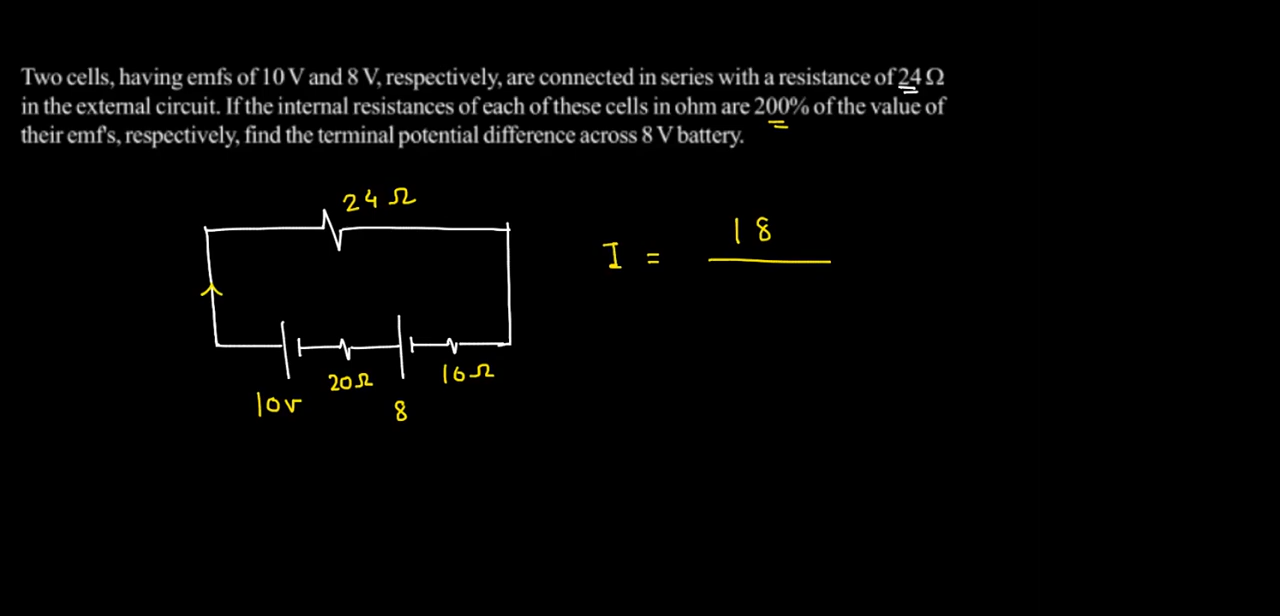 Two cells, having emfs of 10 V and 8 V, respectively, are connected in series with a resistance of 24 Ω
in the external circuit. If the internal resistances of each of these cells in ohm are 200% of the value of
their emf's, respectively, find the terminal potential difference across 8 V battery.
24 Ω
I = 18
20Ω
16Ω
10v
8